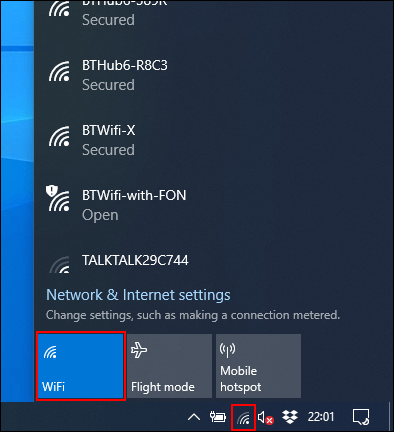 Secured
BTHub6-R8C3
Secured
BTWifi-X
Secured
BTWifi-with-FON
Open
TALKTALK29C744
Network & Internet settings
Change settings, such as making a connection metered.
WiFi
Flight mode
Mobile
hotspot
22:01